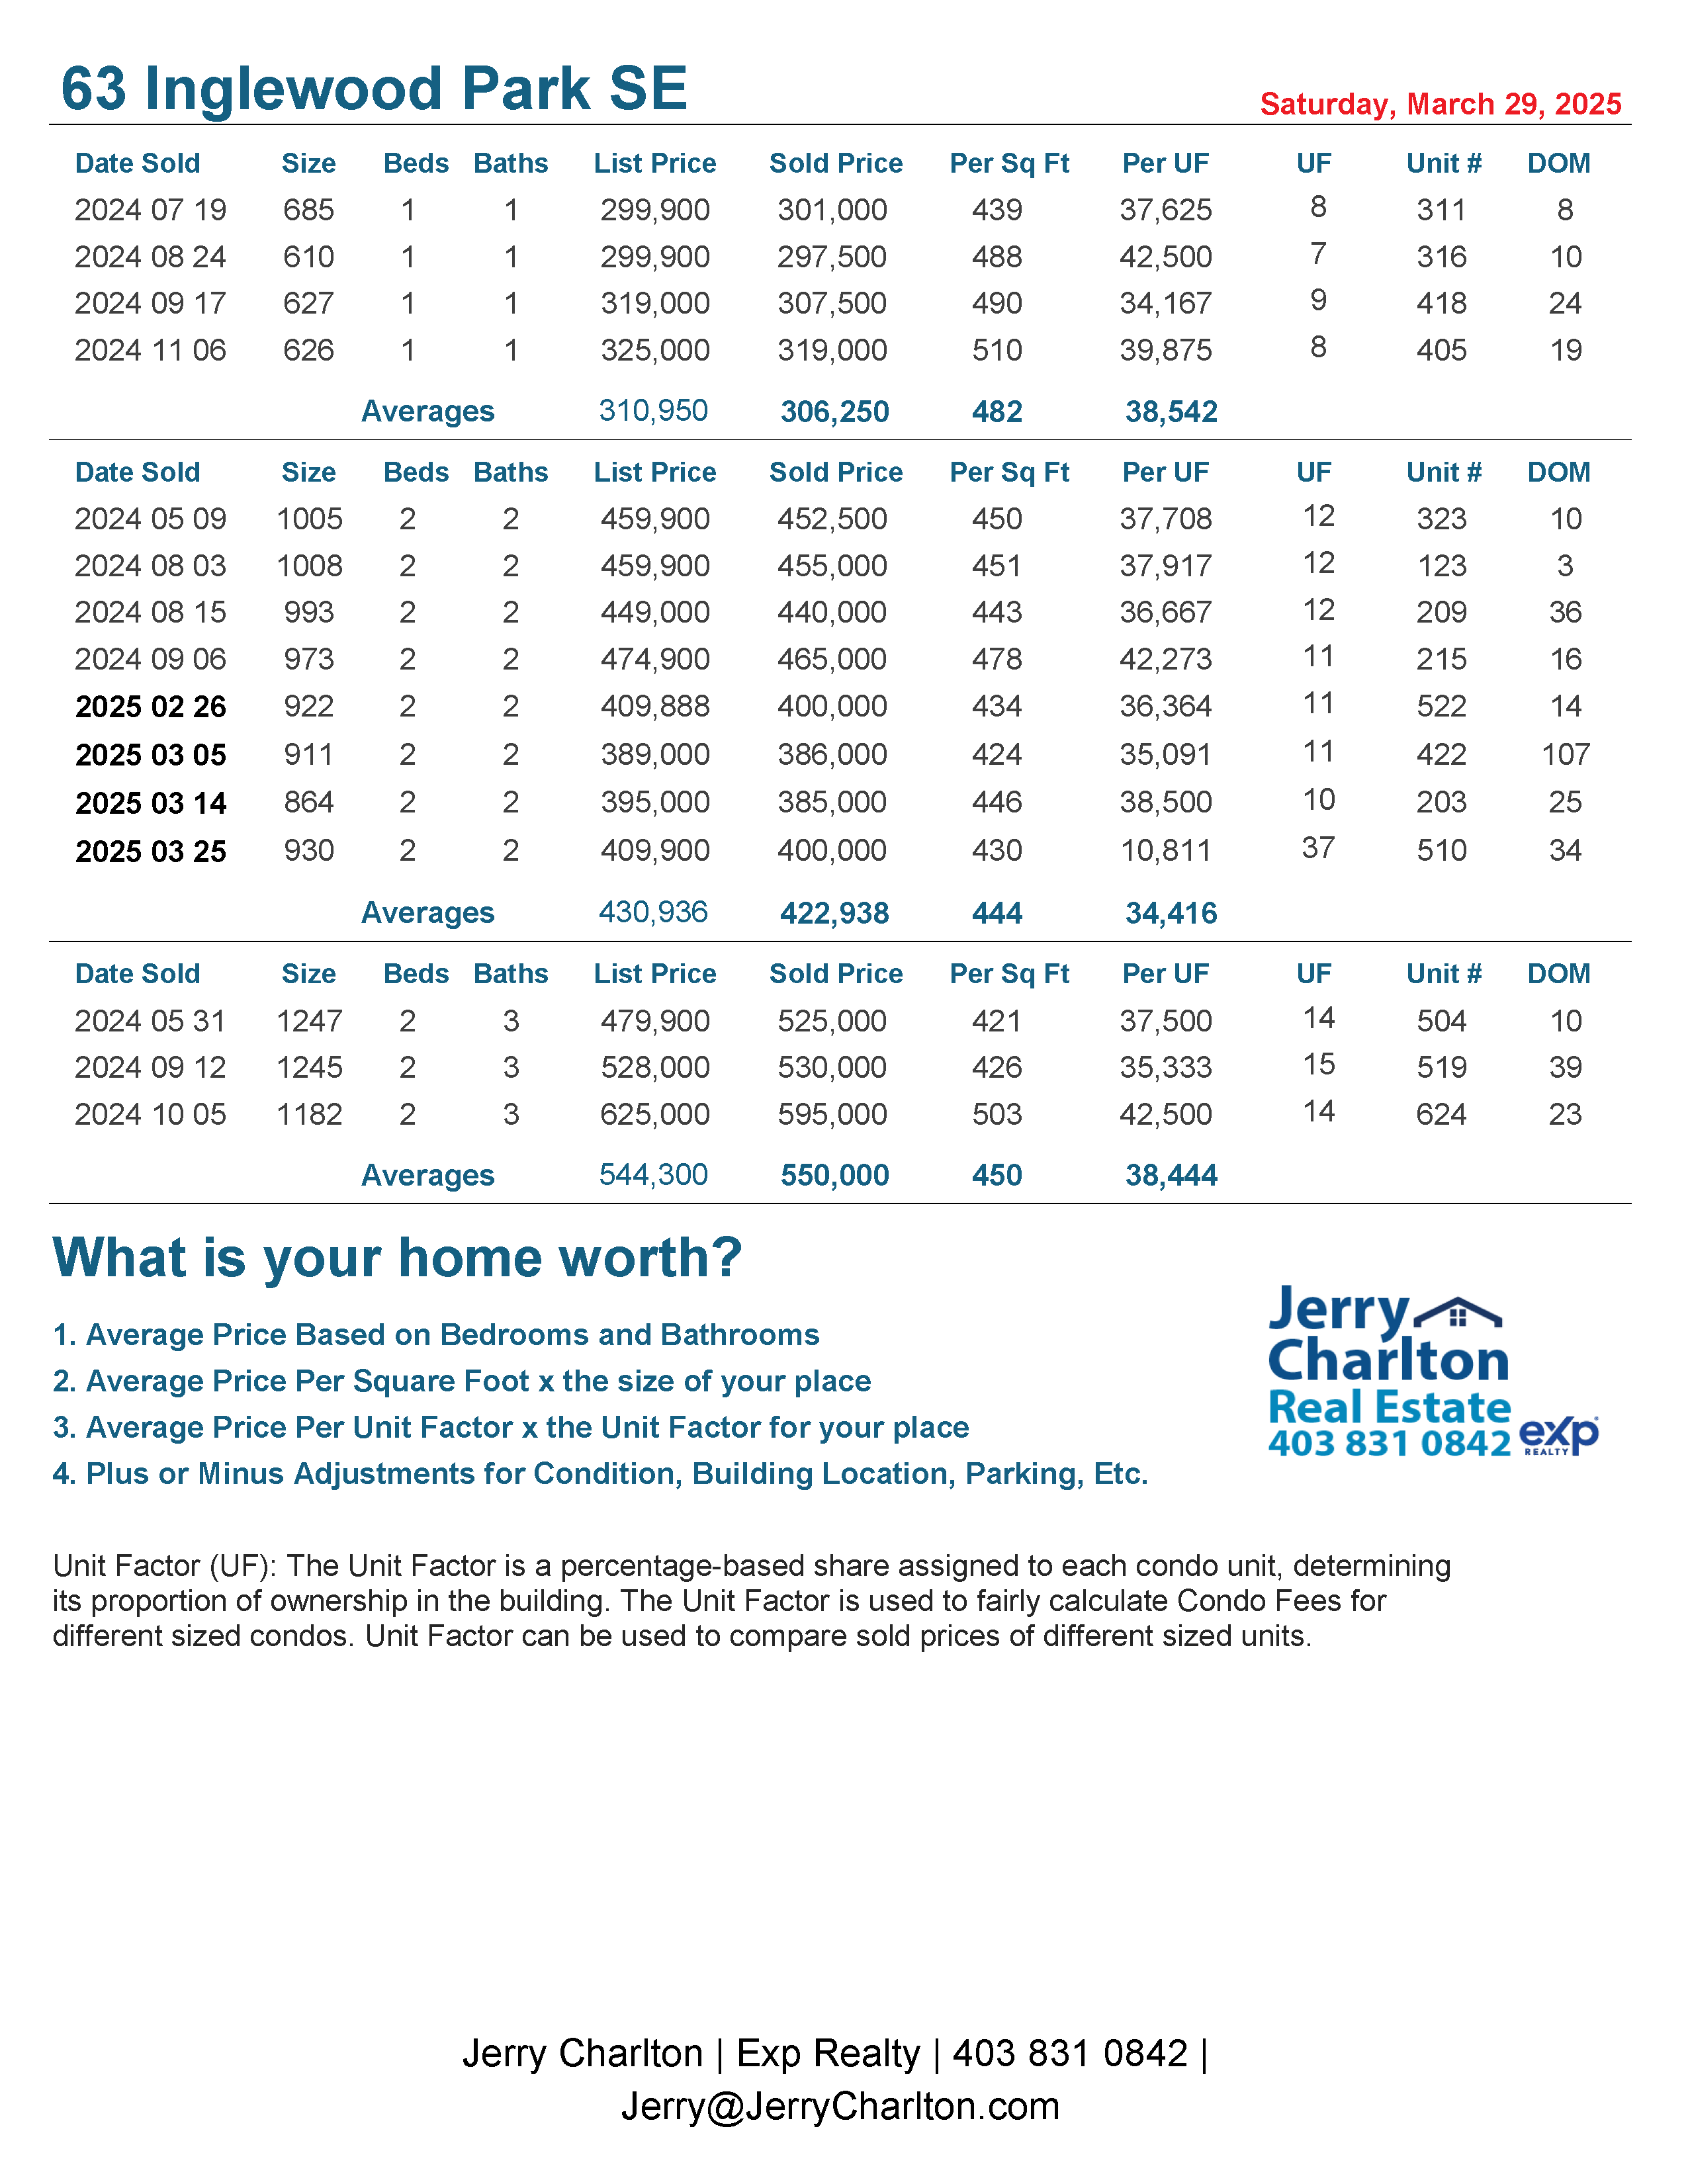 63 Inglewood Park SE
Saturday, March 29, 2025
Date Sold Size Beds Baths List Price Sold Price Per Sq Ft Per UF UF Unit # DOM
2024 07 19 685 1 1 299,900 301,000 439 37,625 8 311 8
2024 08 24 610 1 1 299,900 297,500 488 42,500 7 316 10
2024 09 17 627 1 1 319,000 307,500 490 34,167 9 418 24
2024 11 06 626 1 1 325,000 319,000 510 39,875 8 405 19
Averages 310,950 306,250 482 38,542
Date Sold Size Beds Baths List Price Sold Price Per Sq Ft Per UF UF Unit # DOM
2024 05 09 1005 2 2 459,900 452,500 450 37,708 12 323 10
2024 08 03 1008 2 2 459,900 455,000 451 37,917 12 123 3
2024 08 15 993 2 2 449,000 440,000 443 36,667 12 209 36
2024 09 06 973 2 2 474,900 465,000 478 42,273 11 215 16
2025 02 26 922 2 2 409,888 400,000 434 36,364 11 522 14
2025 03 05 911 2 2 389,000 386,000 424 35,091 11 422 107
2025 03 14 864 2 2 395,000 385,000 446 38,500 10 203 25
2025 03 25 930 2 2 409,900 400,000 430 10,811 37 510 34
Averages 430,936 422,938 444 34,416
Date Sold Size Beds Baths List Price Sold Price Per Sq Ft Per UF UF Unit # DOM
2024 05 31 1247 2 3 479,900 525,000 421 37,500 14 504 10
2024 09 12 1245 2 3 528,000 530,000 426 35,333 15 519 39
2024 10 05 1182 2 3 625,000 595,000 503 42,500 14 624 23
Averages 544,300 550,000 450 38,444
What is your home worth?
1. Average Price Based on Bedrooms and Bathrooms
2. Average Price Per Square Foot x the size of your place
3. Average Price Per Unit Factor x the Unit Factor for your place
4. Plus or Minus Adjustments for Condition, Building Location, Parking, Etc.
Jerry
Charlton
Real Estate
403 831 0842
exp
REALTY
Unit Factor (UF): The Unit Factor is a percentage-based share assigned to each condo unit, determining
its proportion of ownership in the building. The Unit Factor is used to fairly calculate Condo Fees for
different sized condos. Unit Factor can be used to compare sold prices of different sized units.
Jerry Charlton | Exp Realty | 403 831 0842 |
Jerry@JerryCharlton.com